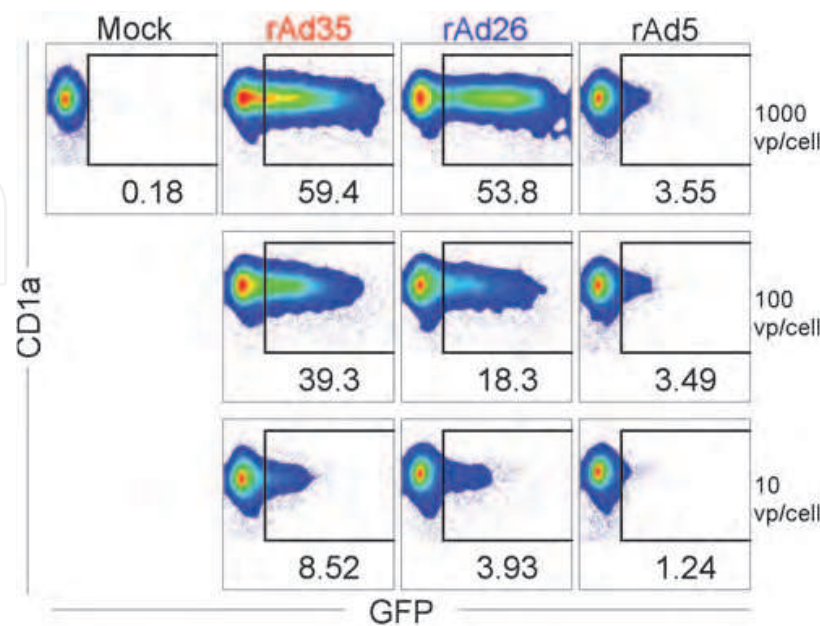 Mock rAd35 rAd26 rAd5
1000
vp/cell
0.18 59.4 53.8 3.55
100
vp/cell
39.3 18.3 3.49
10
vp/cell
8.52 3.93 1.24
CD1a
GFP